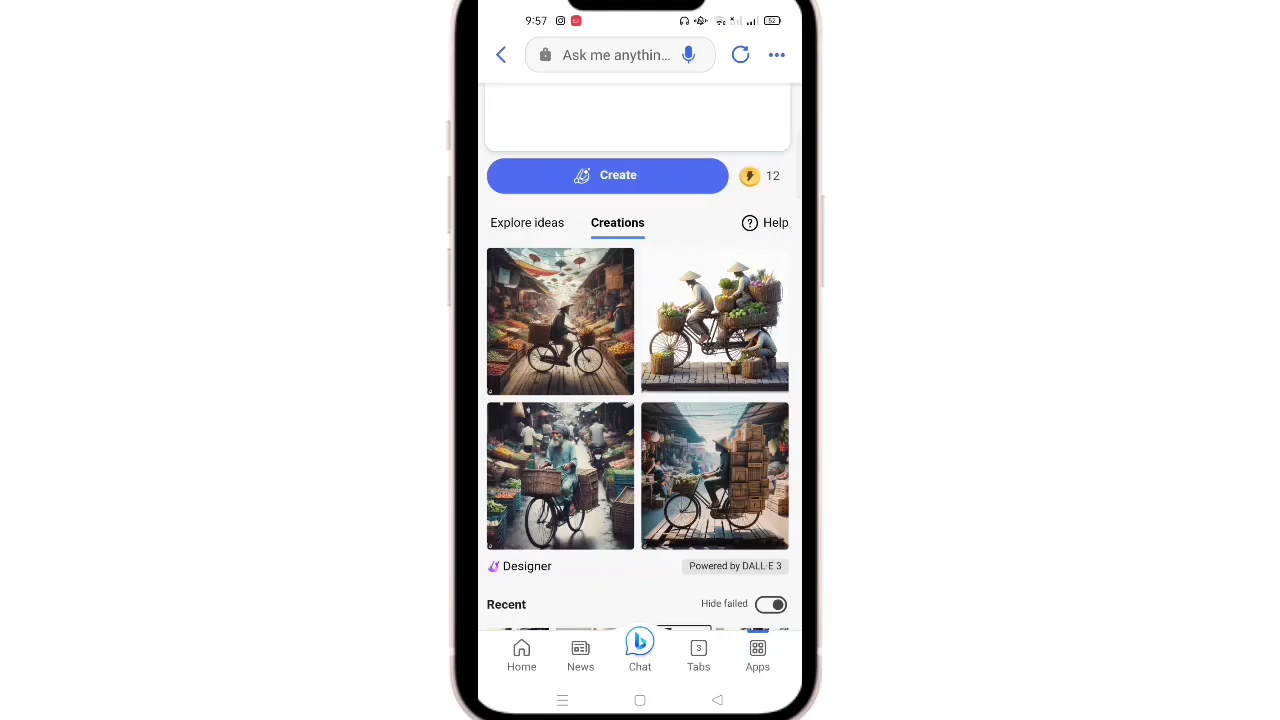 9:57
Ask me anythin...
Create
12
Explore ideas
Creations
Help
Designer
Powered by DALL·E 3
Recent
Hide failed
Home
News
Chat
3
Tabs
Apps